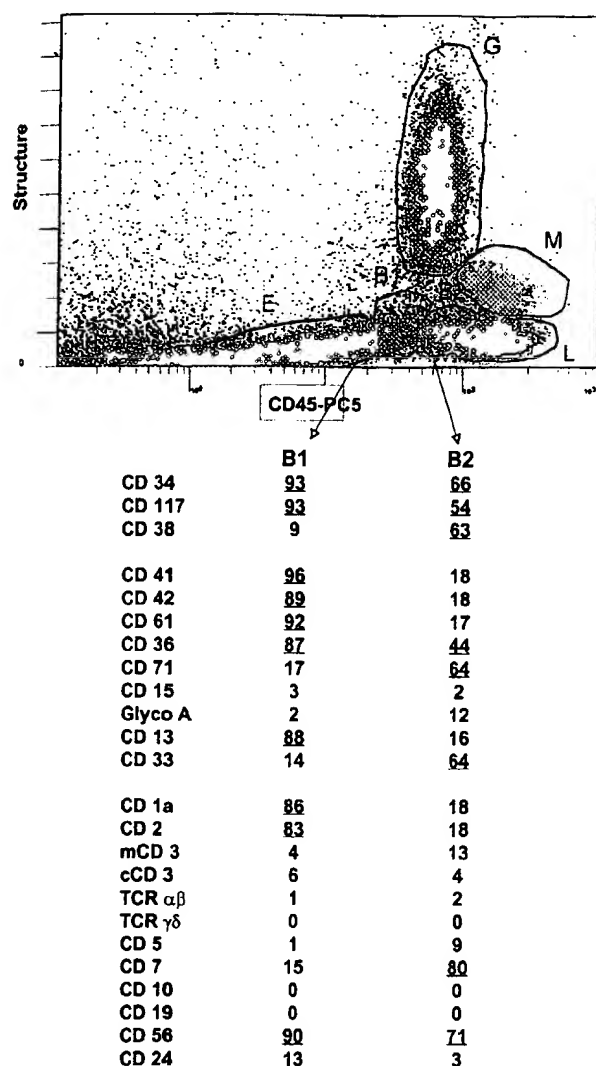 G
Structure
M
B
E
L
0
CD45-PC5
B1 B2
CD 34 93 66
CD 117 93 54
CD 38 9 63
CD 41 96 18
CD 42 89 18
CD 61 92 17
CD 36 87 44
CD 71 17 64
CD 15 3 2
Glyco A 2 12
CD 13 88 16
CD 33 14 64
CD 1a 86 18
CD 2 83 18
mCD 3 4 13
cCD 3 6 4
TCR αβ 1 2
TCR γδ 0 0
CD 5 1 9
CD 7 15 80
CD 10 0 0
CD 19 0 0
CD 56 90 71
CD 24 13 3